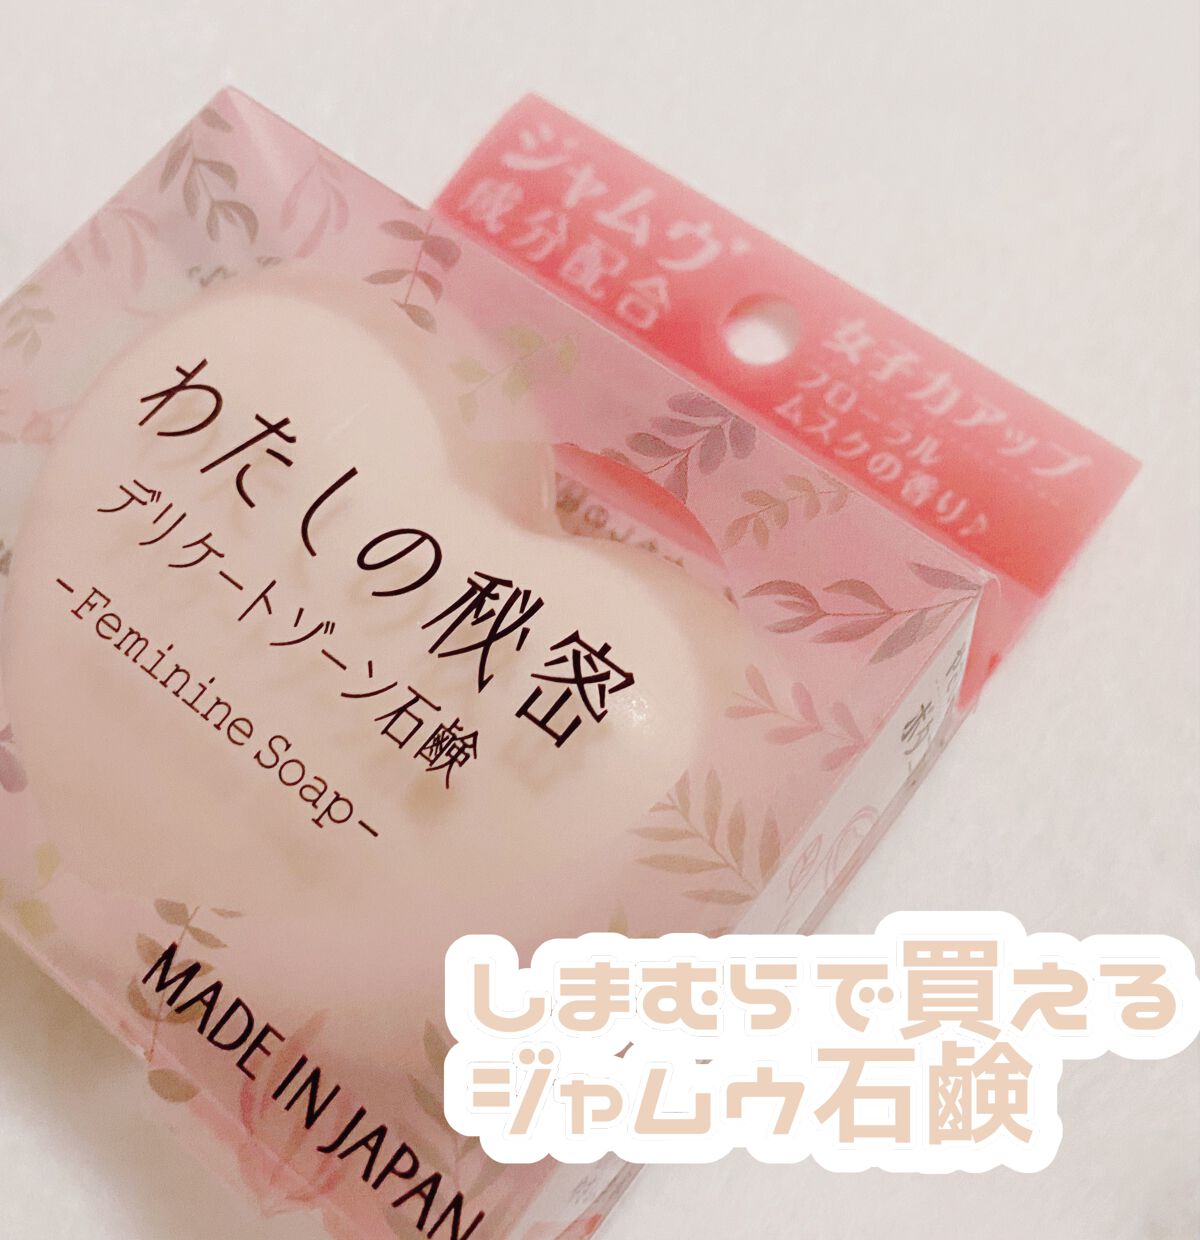 ジャムウ
成分配合
女子力アップ
フローラル
ムスクの香り♪
わたしの秘密
デリケートゾーン石鹸
-Feminine Soap-
MADE IN JAPAN
しまむらで買える
ジャムウ石鹸